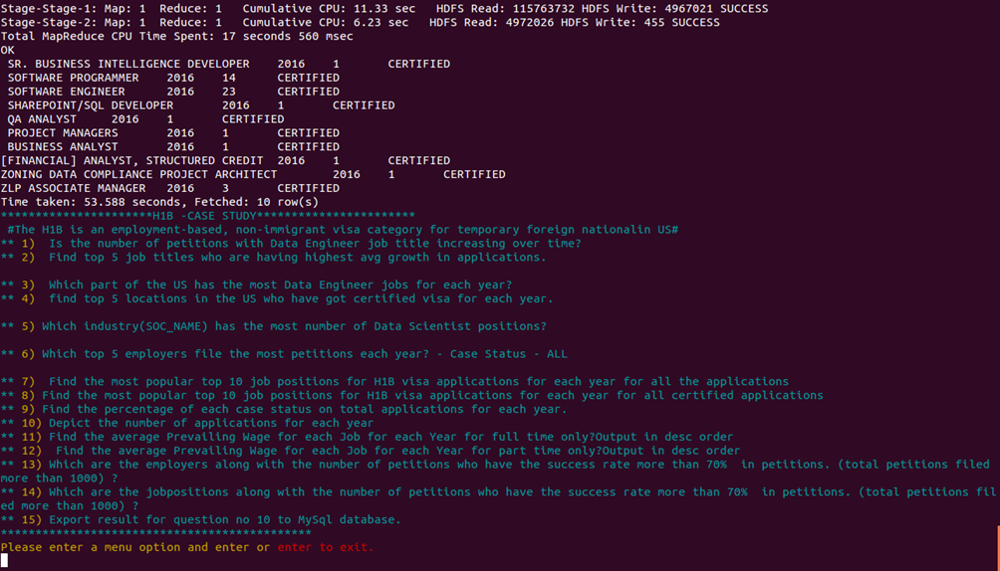 Stage-Stage-1: Map: 1  Reduce: 1   Cumulative CPU: 11.33 sec   HDFS Read: 115763732 HDFS Write: 4967021 SUCCESS
Stage-Stage-2: Map: 1  Reduce: 1   Cumulative CPU: 6.23 sec   HDFS Read: 4972026 HDFS Write: 455 SUCCESS
Total MapReduce CPU Time Spent: 17 seconds 560 msec
OK
 SR. BUSINESS INTELLIGENCE DEVELOPER    2016    1       CERTIFIED
 SOFTWARE PROGRAMMER    2016    14      CERTIFIED
 SOFTWARE ENGINEER      2016    23      CERTIFIED
 SHAREPOINT/SQL DEVELOPER       2016    1       CERTIFIED
 QA ANALYST     2016    1       CERTIFIED
 PROJECT MANAGERS       2016    1       CERTIFIED
 BUSINESS ANALYST       2016    1       CERTIFIED
[FINANCIAL] ANALYST, STRUCTURED CREDIT  2016    1       CERTIFIED
ZONING DATA COMPLIANCE PROJECT ARCHITECT        2016    1       CERTIFIED
ZLP ASSOCIATE MANAGER   2016    3       CERTIFIED
Time taken: 53.588 seconds, Fetched: 10 row(s)
**********************H1B -CASE STUDY***********************
 #The H1B is an employment-based, non-immigrant visa category for temporary foreign nationalin US#
** 1)  Is the number of petitions with Data Engineer job title increasing over time?
** 2)  Find top 5 job titles who are having highest avg growth in applications.
** 3)  Which part of the US has the most Data Engineer jobs for each year?
** 4)  find top 5 locations in the US who have got certified visa for each year.
** 5) Which industry(SOC_NAME) has the most number of Data Scientist positions?
** 6) Which top 5 employers file the most petitions each year? - Case Status - ALL
** 7)  Find the most popular top 10 job positions for H1B visa applications for each year for all the applications
** 8) Find the most popular top 10 job positions for H1B visa applications for each year for all certified applications
** 9) Find the percentage of each case status on total applications for each year.
** 10) Depict the number of applications for each year
** 11) Find the average Prevailing Wage for each Job for each Year for full time only?Output in desc order
** 12)  Find the average Prevailing Wage for each Job for each Year for part time only?Output in desc order
** 13) Which are the employers along with the number of petitions who have the success rate more than 70%  in petitions. (total petitions filed
more than 1000) ?
** 14) Which are the jobpositions along with the number of petitions who have the success rate more than 70%  in petitions. (total petitions fil
ed more than 1000) ?
** 15) Export result for question no 10 to MySql database.
*********************************************
Please enter a menu option and enter or enter to exit.